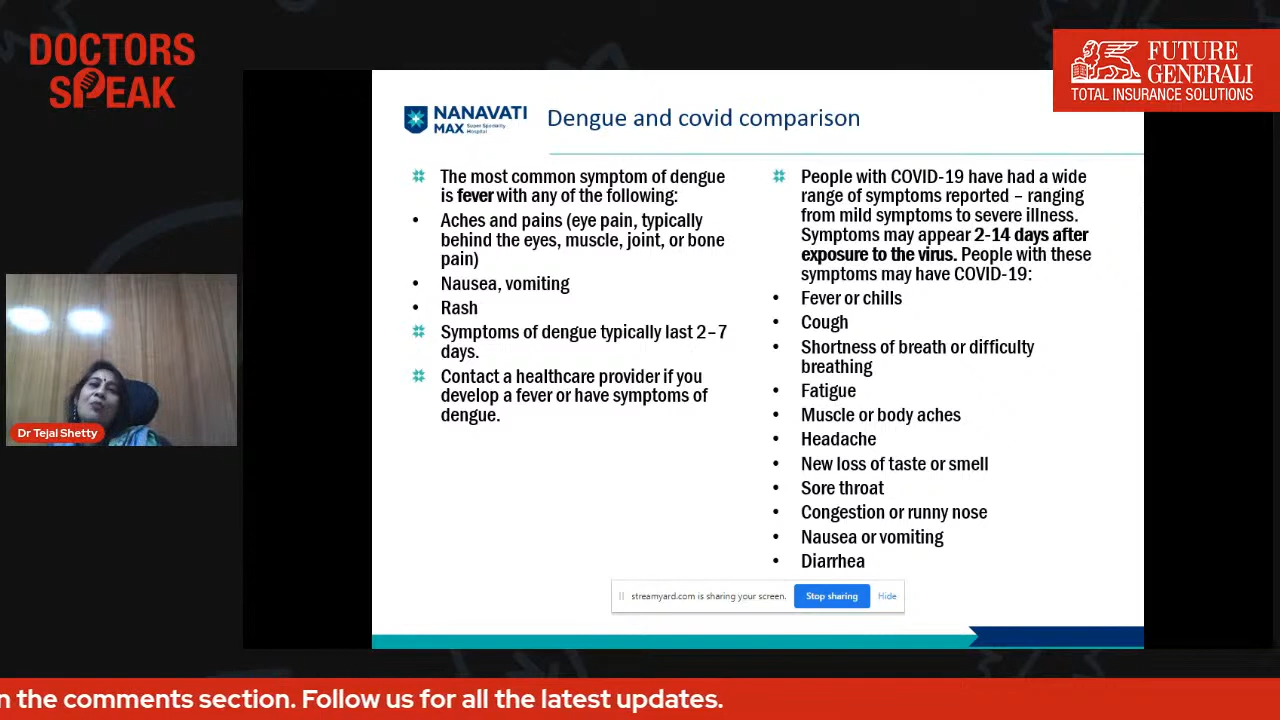 DOCTORS
SPEAK
FUTURE
GENERALI
TOTAL INSURANCE SOLUTIONS
NANAVATI
MAX Super Speciality
Hospital
Dengue and covid comparison
The most common symptom of dengue
is fever with any of the following:
• Aches and pains (eye pain, typically
behind the eyes, muscle, joint, or bone
pain)
• Nausea, vomiting
• Rash
Symptoms of dengue typically last 2–7
days.
Contact a healthcare provider if you
develop a fever or have symptoms of
dengue.
People with COVID-19 have had a wide
range of symptoms reported – ranging
from mild symptoms to severe illness.
Symptoms may appear 2-14 days after
exposure to the virus. People with these
symptoms may have COVID-19:
• Fever or chills
• Cough
• Shortness of breath or difficulty
breathing
• Fatigue
• Muscle or body aches
• Headache
• New loss of taste or smell
• Sore throat
• Congestion or runny nose
• Nausea or vomiting
• Diarrhea
Dr Tejal Shetty
streamyard.com is sharing your screen. Stop sharing Hide
n the comments section. Follow us for all the latest updates.